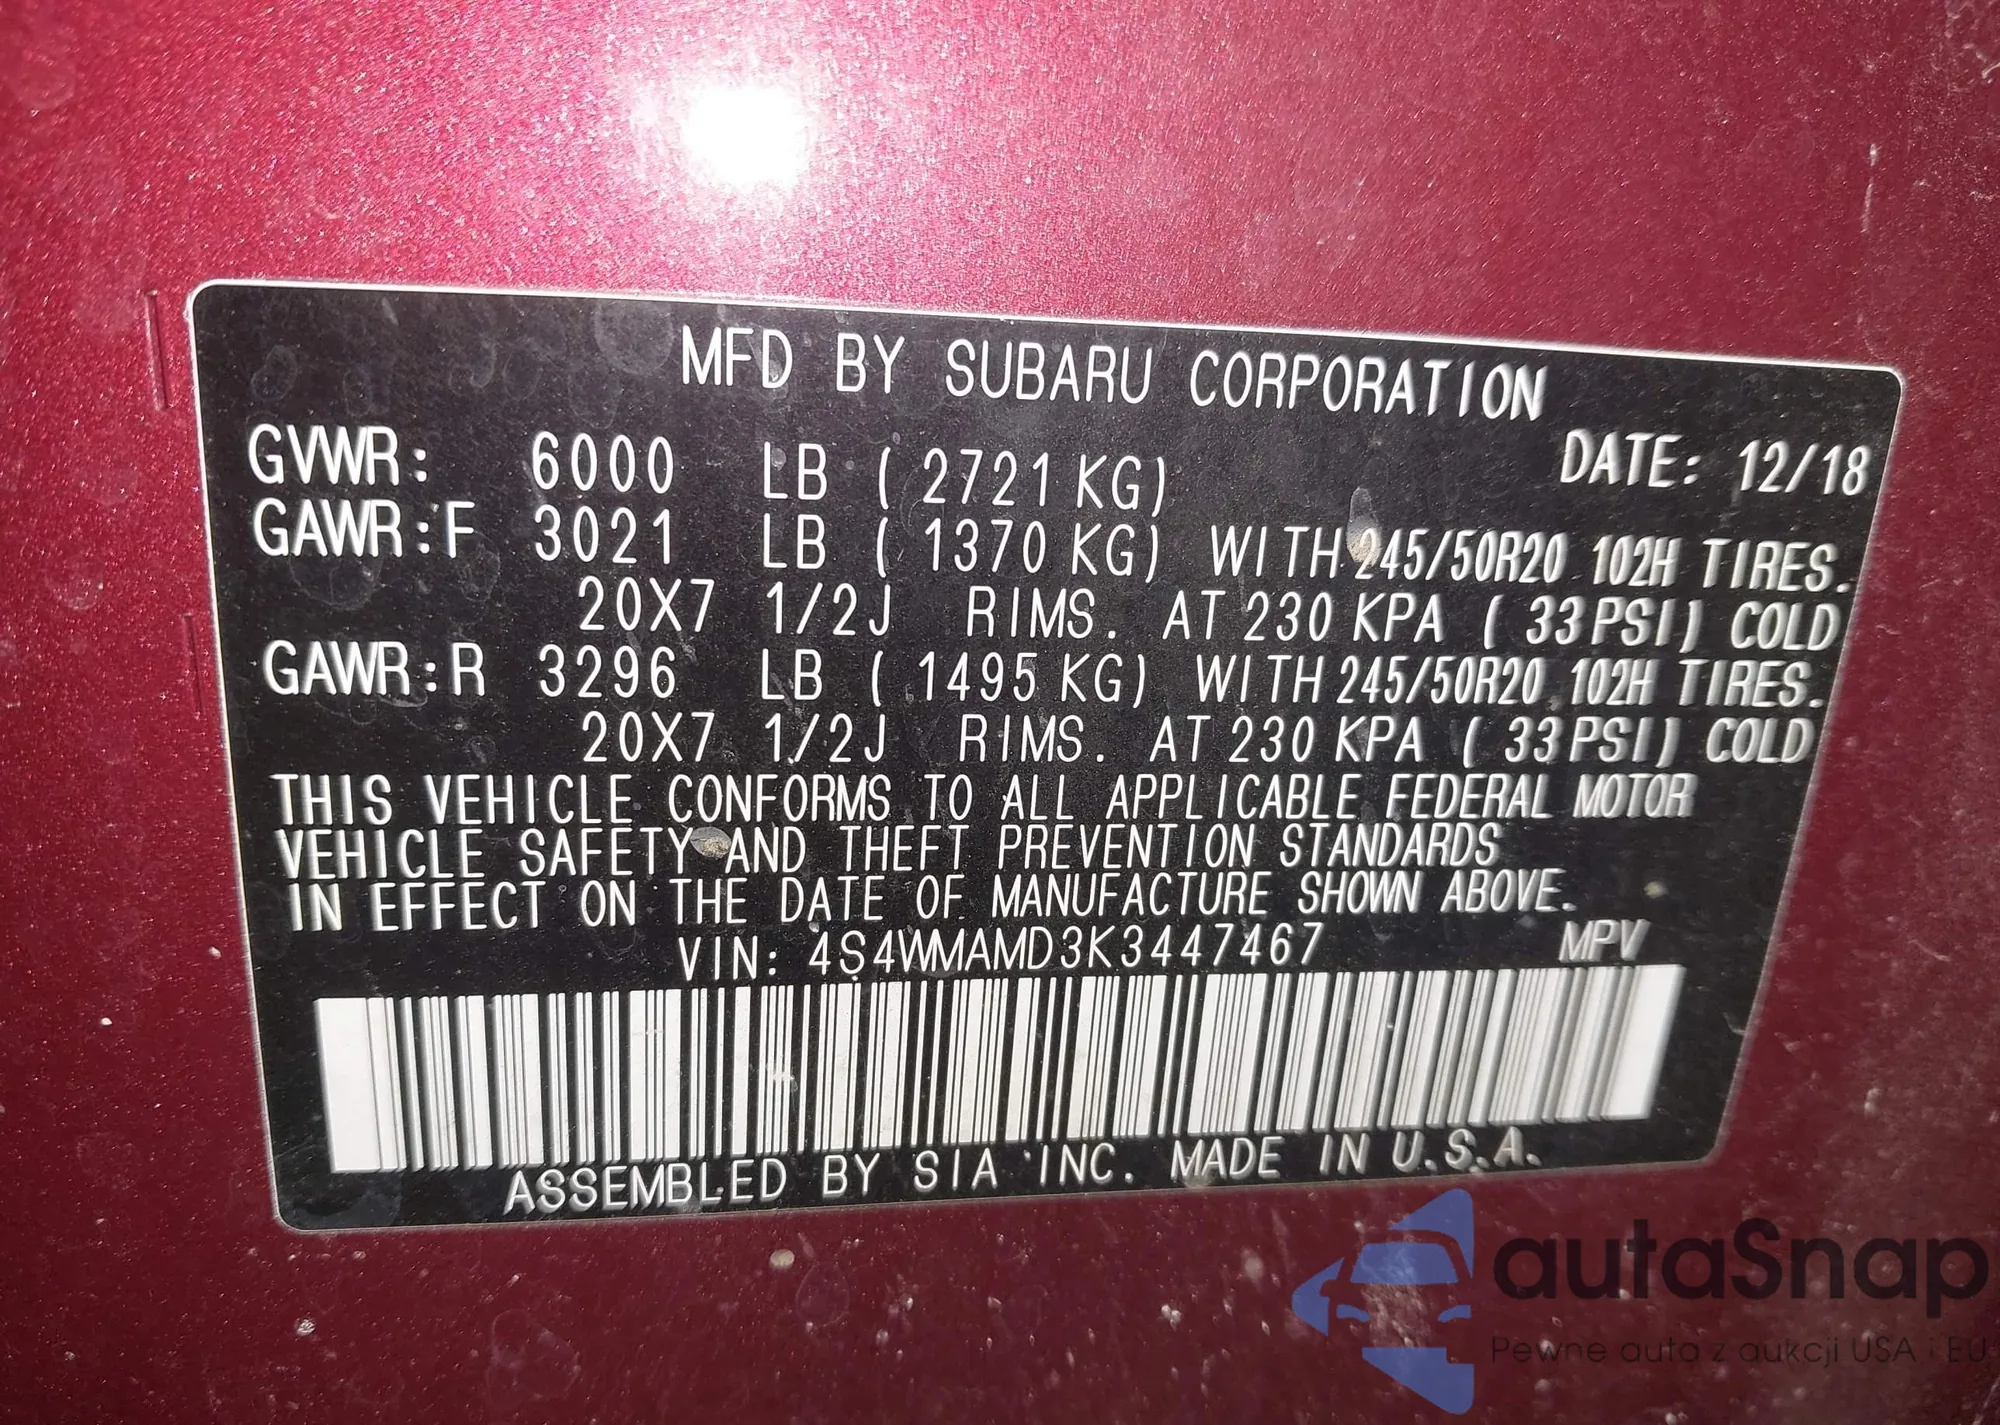 MFD BY SUBARU CORPORATION
GVWR: 6000 LB ( 2721 KG) DATE: 12/18
GAWR:F 3021 LB ( 1370 KG) WITH 245/50R20 102H TIRES.
20X7 1/2J RIMS. AT 230 KPA ( 33 PSI) COLD
GAWR:R 3296 LB ( 1495 KG) WITH 245/50R20 102H TIRES.
20X7 1/2J RIMS. AT 230 KPA ( 33 PSI) COLD
THIS VEHICLE CONFORMS TO ALL APPLICABLE FEDERAL MOTOR
VEHICLE SAFETY AND THEFT PREVENTION STANDARDS
IN EFFECT ON THE DATE OF MANUFACTURE SHOWN ABOVE.
VIN: 4S4WMAMD3K3447467 MPV
ASSEMBLED BY SIA INC. MADE IN U.S.A.
autaSnap
Pewne auta z aukcji USA i EU